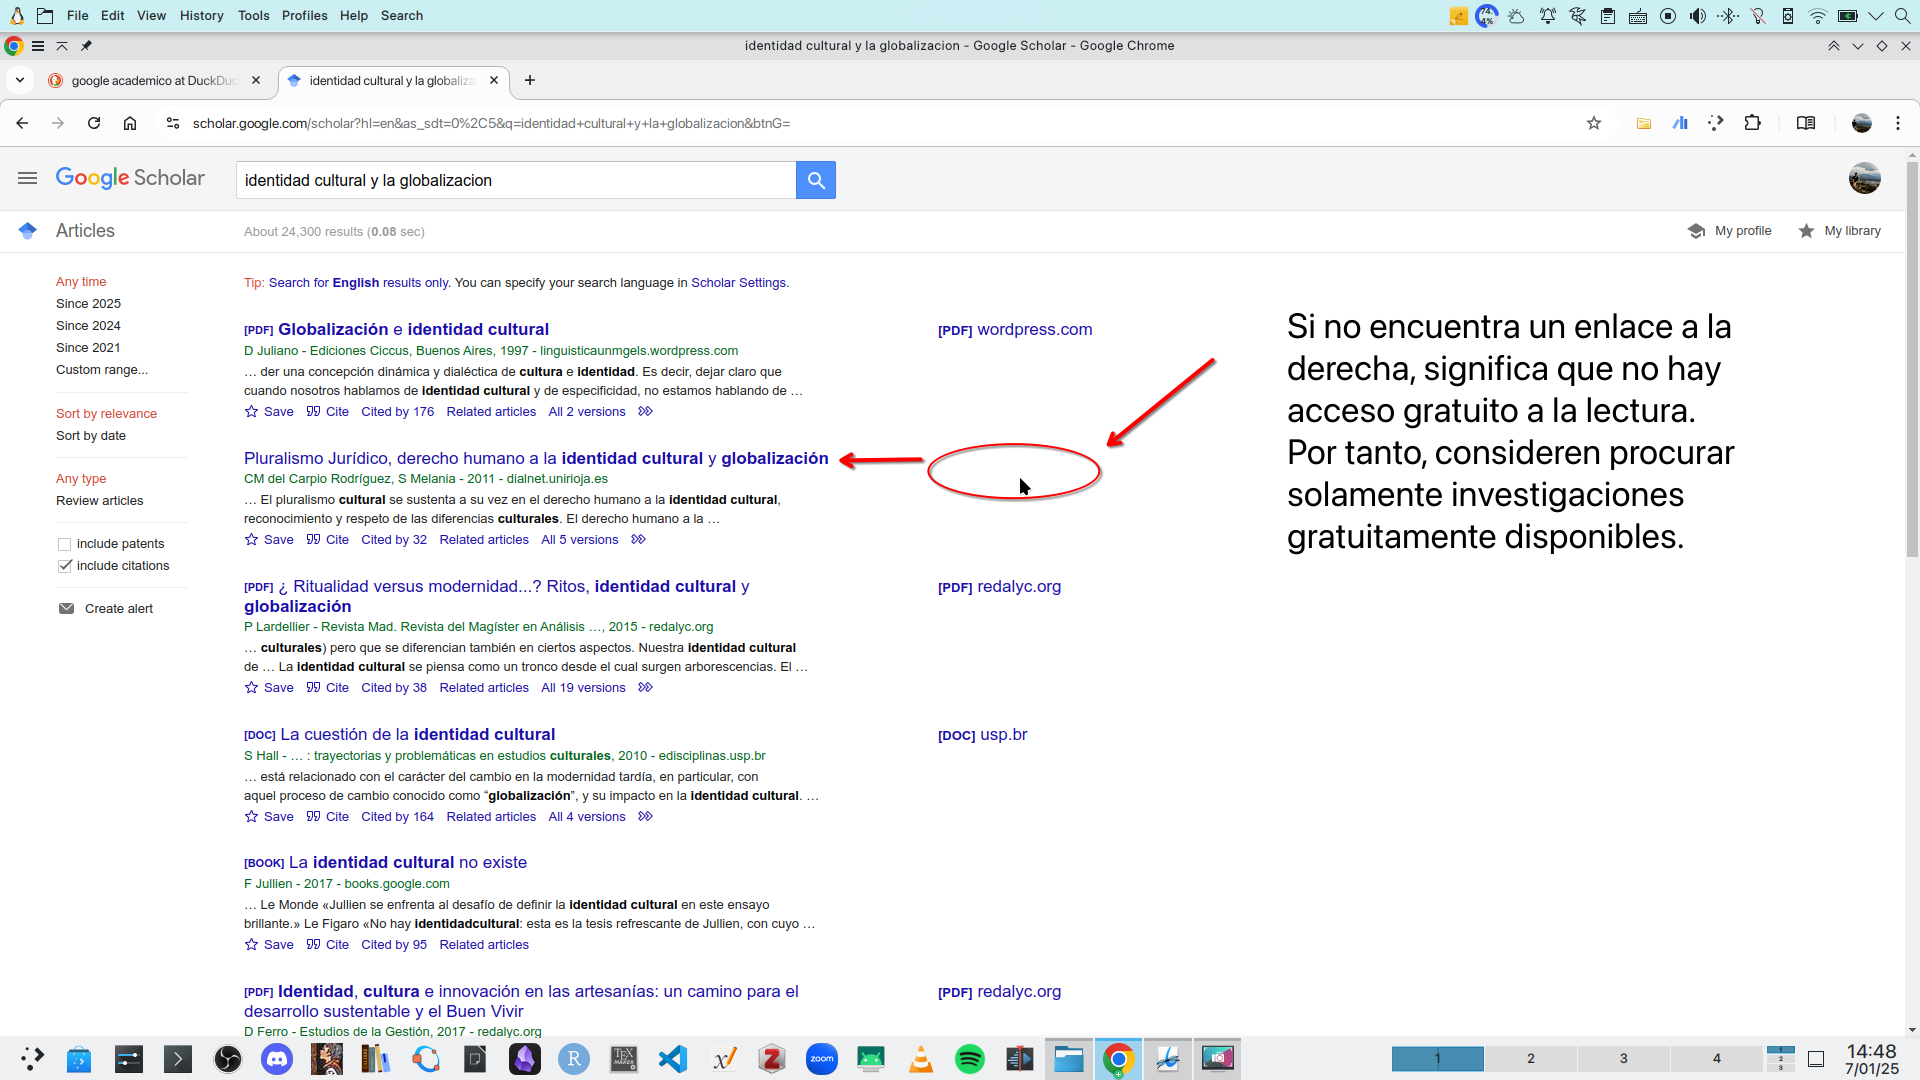 File Edit View History Tools Profiles Help Search
74.4%
identidad cultural y la globalizacion - Google Scholar - Google Chrome
google academico at DuckDuc
identidad cultural y la globaliza
scholar.google.com/scholar?hl=en&as_sdt=0%2C5&q=identidad+cultural+y+la+globalizacion&btnG=
Google Scholar
identidad cultural y la globalizacion
Articles
About 24,300 results (0.08 sec)
My profile
My library
Any time
Since 2025
Since 2024
Since 2021
Custom range...
Sort by relevance
Sort by date
Any type
Review articles
include patents
include citations
Create alert
Tip: Search for English results only. You can specify your search language in Scholar Settings.
[PDF] Globalización e identidad cultural
D Juliano - Ediciones Ciccus, Buenos Aires, 1997 - linguisticaunmgels.wordpress.com
… der una concepción dinámica y dialéctica de cultura e identidad. Es decir, dejar claro que
cuando nosotros hablamos de identidad cultural y de especificidad, no estamos hablando de …
Save Cite Cited by 176 Related articles All 2 versions
[PDF] wordpress.com
Pluralismo Jurídico, derecho humano a la identidad cultural y globalización
CM del Carpio Rodríguez, S Melania - 2011 - dialnet.unirioja.es
… El pluralismo cultural se sustenta a su vez en el derecho humano a la identidad cultural,
reconocimiento y respeto de las diferencias culturales. El derecho humano a la …
Save Cite Cited by 32 Related articles All 5 versions
[PDF] ¿ Ritualidad versus modernidad...? Ritos, identidad cultural y
globalización
P Lardellier - Revista Mad. Revista del Magíster en Análisis …, 2015 - redalyc.org
… culturales) pero que se diferencian también en ciertos aspectos. Nuestra identidad cultural
de … La identidad cultural se piensa como un tronco desde el cual surgen arborescencias. El …
Save Cite Cited by 38 Related articles All 19 versions
[PDF] redalyc.org
[DOC] La cuestión de la identidad cultural
S Hall - … : trayectorias y problemáticas en estudios culturales, 2010 - edisciplinas.usp.br
… está relacionado con el carácter del cambio en la modernidad tardía, en particular, con
aquel proceso de cambio conocido como “globalización”, y su impacto en la identidad cultural. …
Save Cite Cited by 164 Related articles All 4 versions
[DOC] usp.br
[BOOK] La identidad cultural no existe
F Jullien - 2017 - books.google.com
… Le Monde «Jullien se enfrenta al desafío de definir la identidad cultural en este ensayo
brillante.» Le Figaro «No hay identidadcultural: esta es la tesis refrescante de Jullien, con cuyo …
Save Cite Cited by 95 Related articles
[PDF] Identidad, cultura e innovación en las artesanías: un camino para el
desarrollo sustentable y el Buen Vivir
D Ferro - Estudios de la Gestión, 2017 - redalyc.org
[PDF] redalyc.org
Si no encuentra un enlace a la
derecha, significa que no hay
acceso gratuito a la lectura.
Por tanto, consideren procurar
solamente investigaciones
gratuitamente disponibles.
R
TEX MAKER
zoom
1 2 3 4
1
2
3
14:48
7/01/25